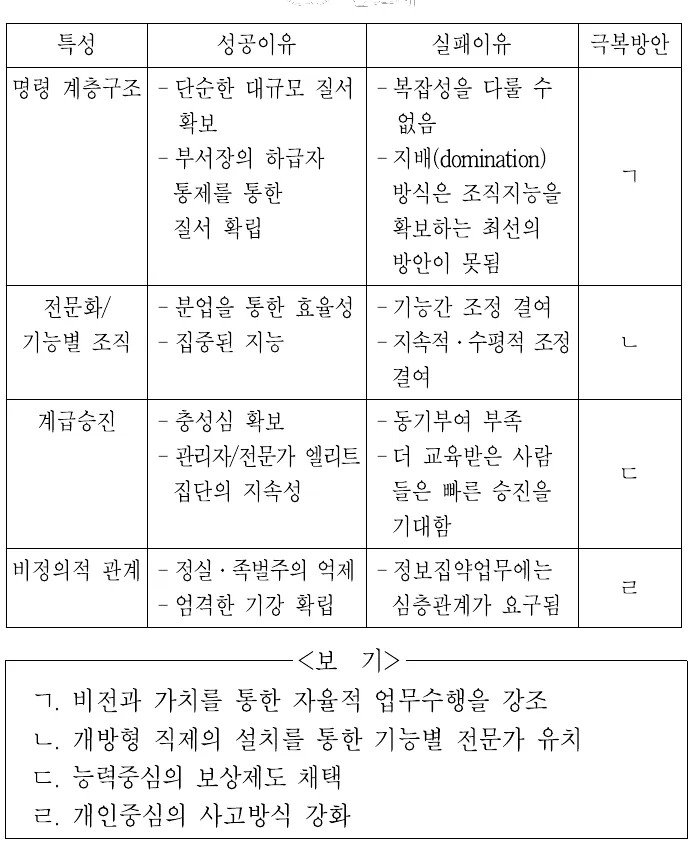 특성 성공이유 실패이유 극복방안
명령 계층구조 - 단순한 대규모 질서 - 복잡성을 다룰 수
확보 없음
- 부서장의 하급자 - 지배(domination)
통제를 통한 방식은 조직지능을 ㄱ
질서 확립 확보하는 최선의
방안이 못됨
전문화/ - 분업을 통한 효율성 - 기능간 조정 결여
기능별 조직 - 집중된 지능 - 지속적·수평적 조정 ㄴ
결여
계급승진 - 충성심 확보 - 동기부여 부족
- 관리자/전문가 엘리트 - 더 교육받은 사람
집단의 지속성 들은 빠른 승진을 ㄷ
기대함
비정의적 관계 - 정실·족벌주의 억제 - 정보집약업무에는
- 엄격한 기강 확립 심층관계가 요구됨 ㄹ
<보 기>
ㄱ. 비전과 가치를 통한 자율적 업무수행을 강조
ㄴ. 개방형 직제의 설치를 통한 기능별 전문가 유치
ㄷ. 능력중심의 보상제도 채택
ㄹ. 개인중심의 사고방식 강화